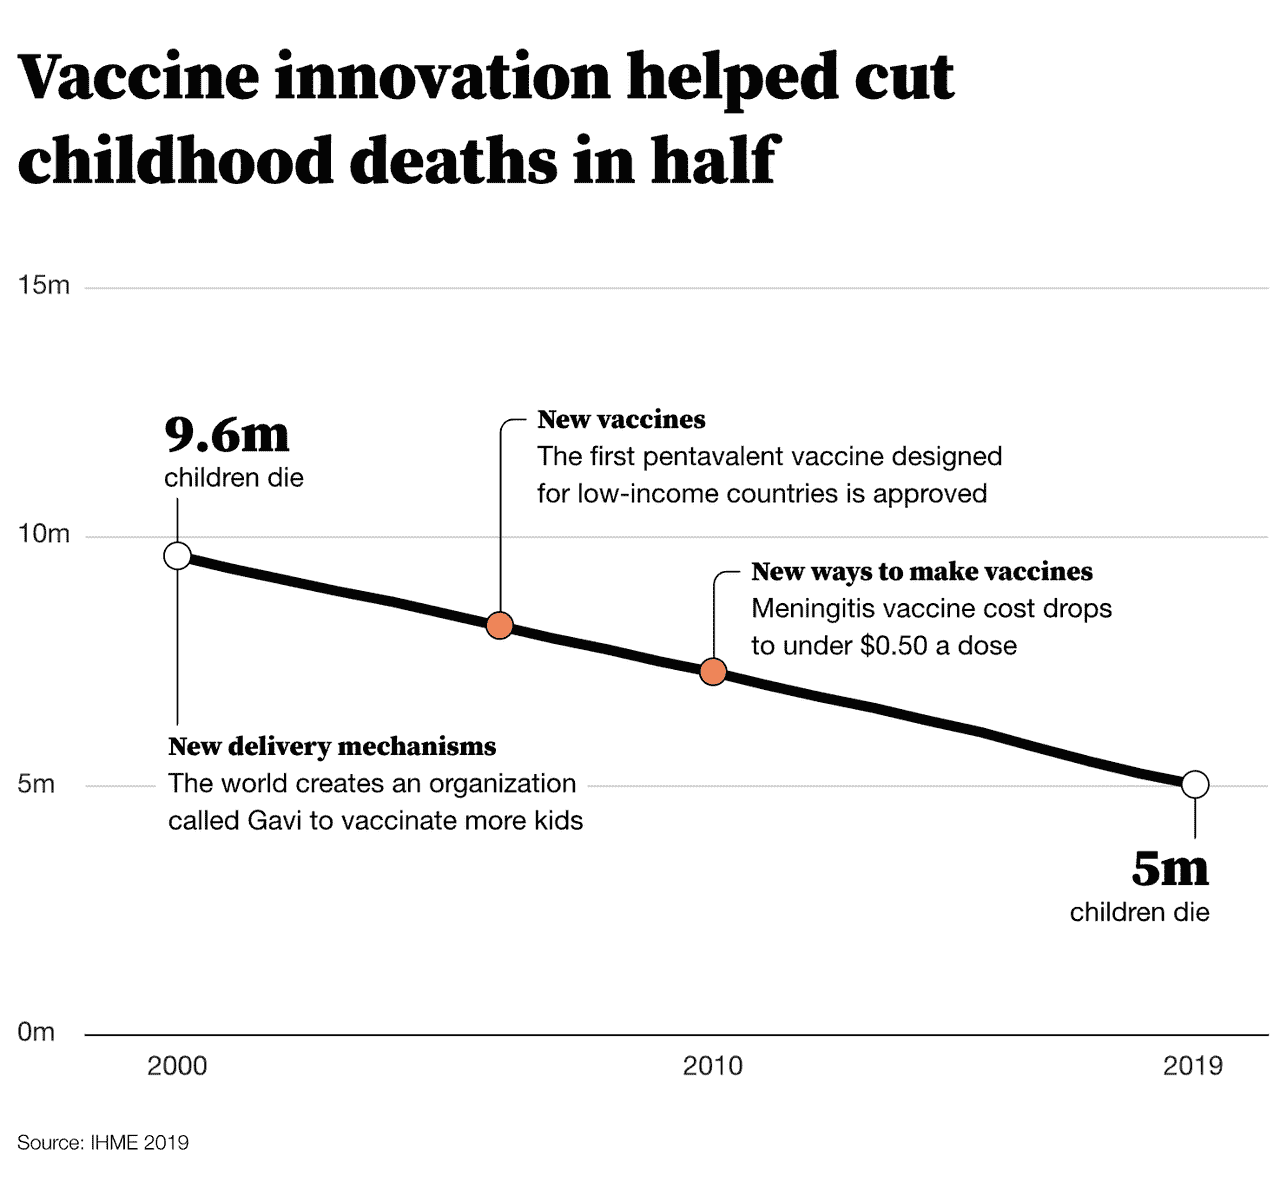 Vaccine innovation helped cut
childhood deaths in half
15m
9.6m
children die
New vaccines
The first pentavalent vaccine designed
for low-income countries is approved
10m
New ways to make vaccines
Meningitis vaccine cost drops
to under $0.50 a dose
New delivery mechanisms
The world creates an organization
called Gavi to vaccinate more kids
5m
5m
children die
0m
2000
2010
2019
Source: IHME 2019